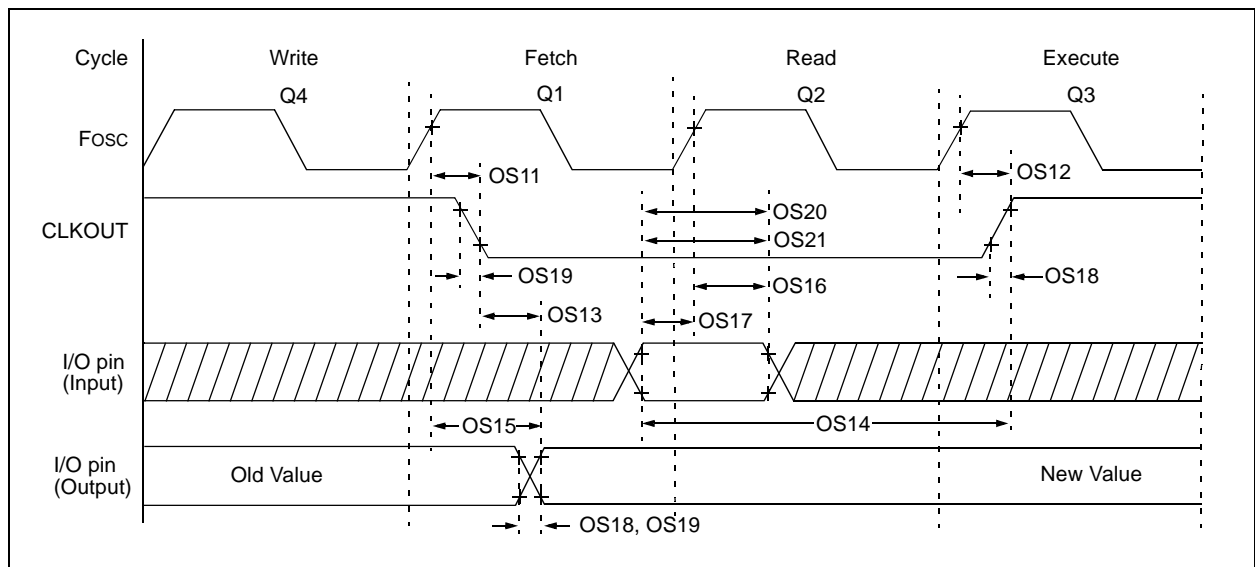 Cycle Write Fetch Read Execute
Q4 Q1 Q2 Q3
FOSC
OS11 OS12
OS20
CLKOUT
OS21
OS19 OS16 OS18
OS13 OS17
I/O pin
(Input)
OS15 OS14
I/O pin
(Output)
Old Value New Value
OS18, OS19